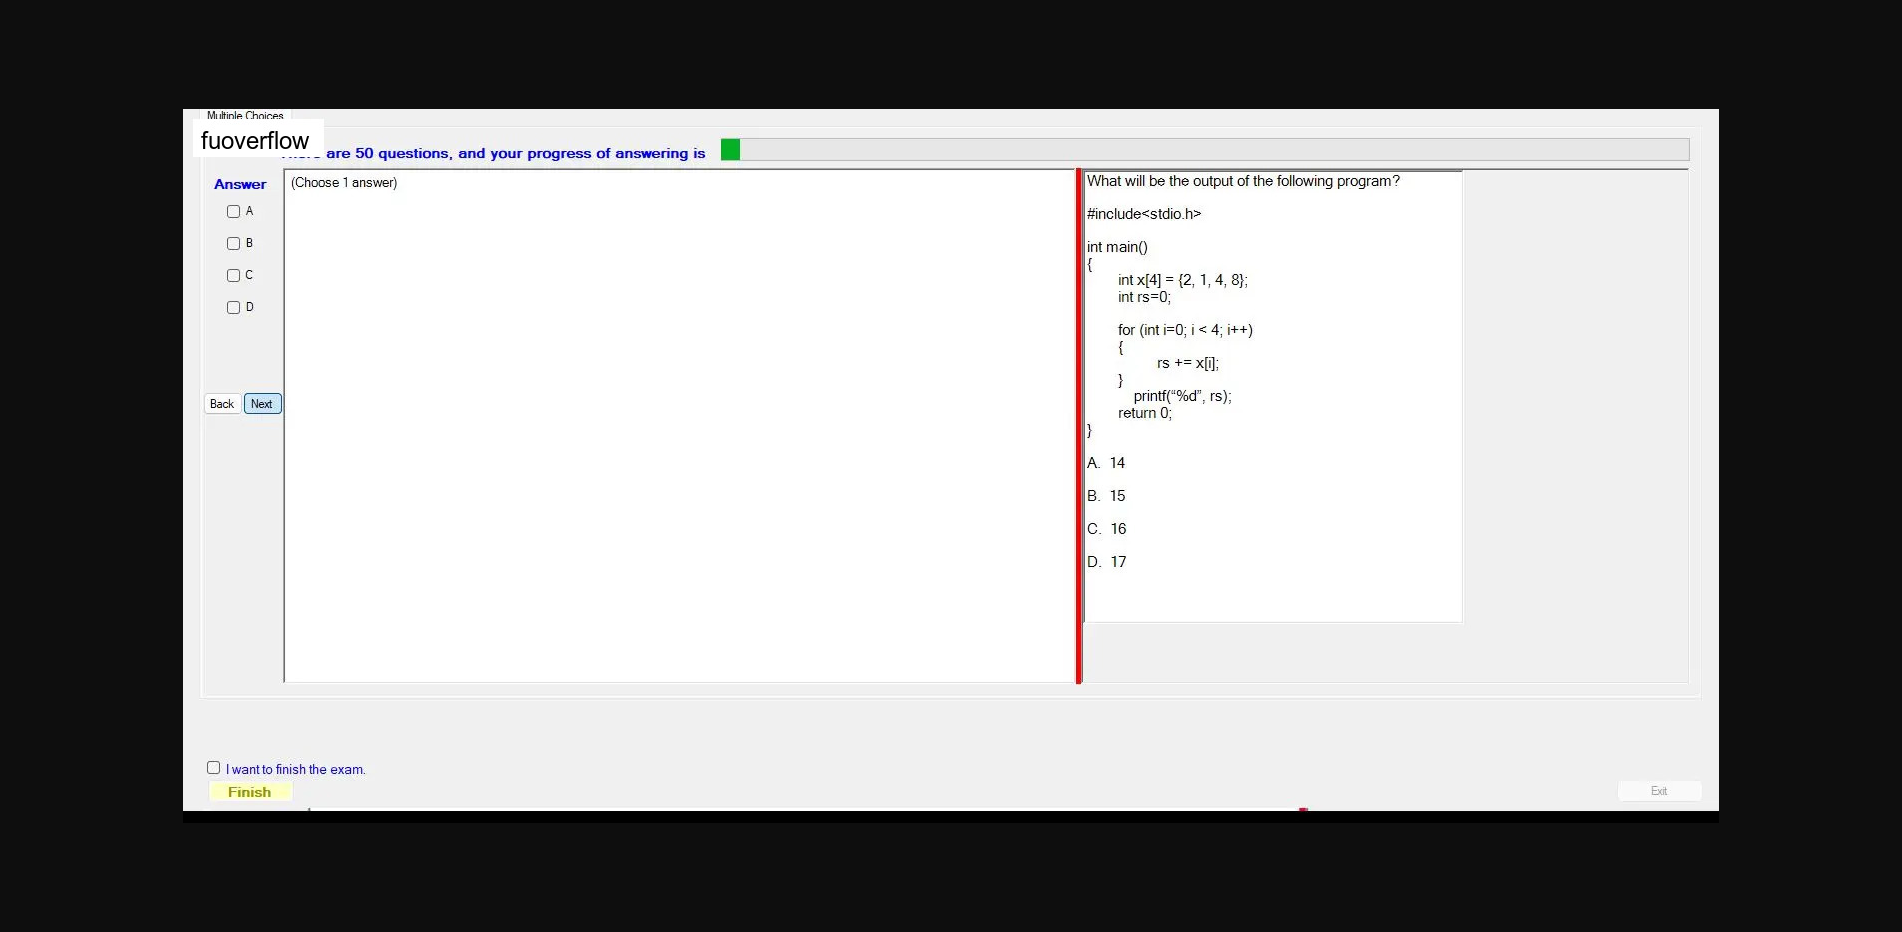 Multiple Choices
fuoverflow
are 50 questions, and your progress of answering is
Answer
A
B
C
D
Back
Next
(Choose 1 answer)
What will be the output of the following program?
#include<stdio.h>
int main()
{
int x[4] = {2, 1, 4, 8};
int rs=0;
for (int i=0; i < 4; i++)
{
rs += x[i];
}
printf(“%d”, rs);
return 0;
}
A. 14
B. 15
C. 16
D. 17
I want to finish the exam.
Finish
Exit